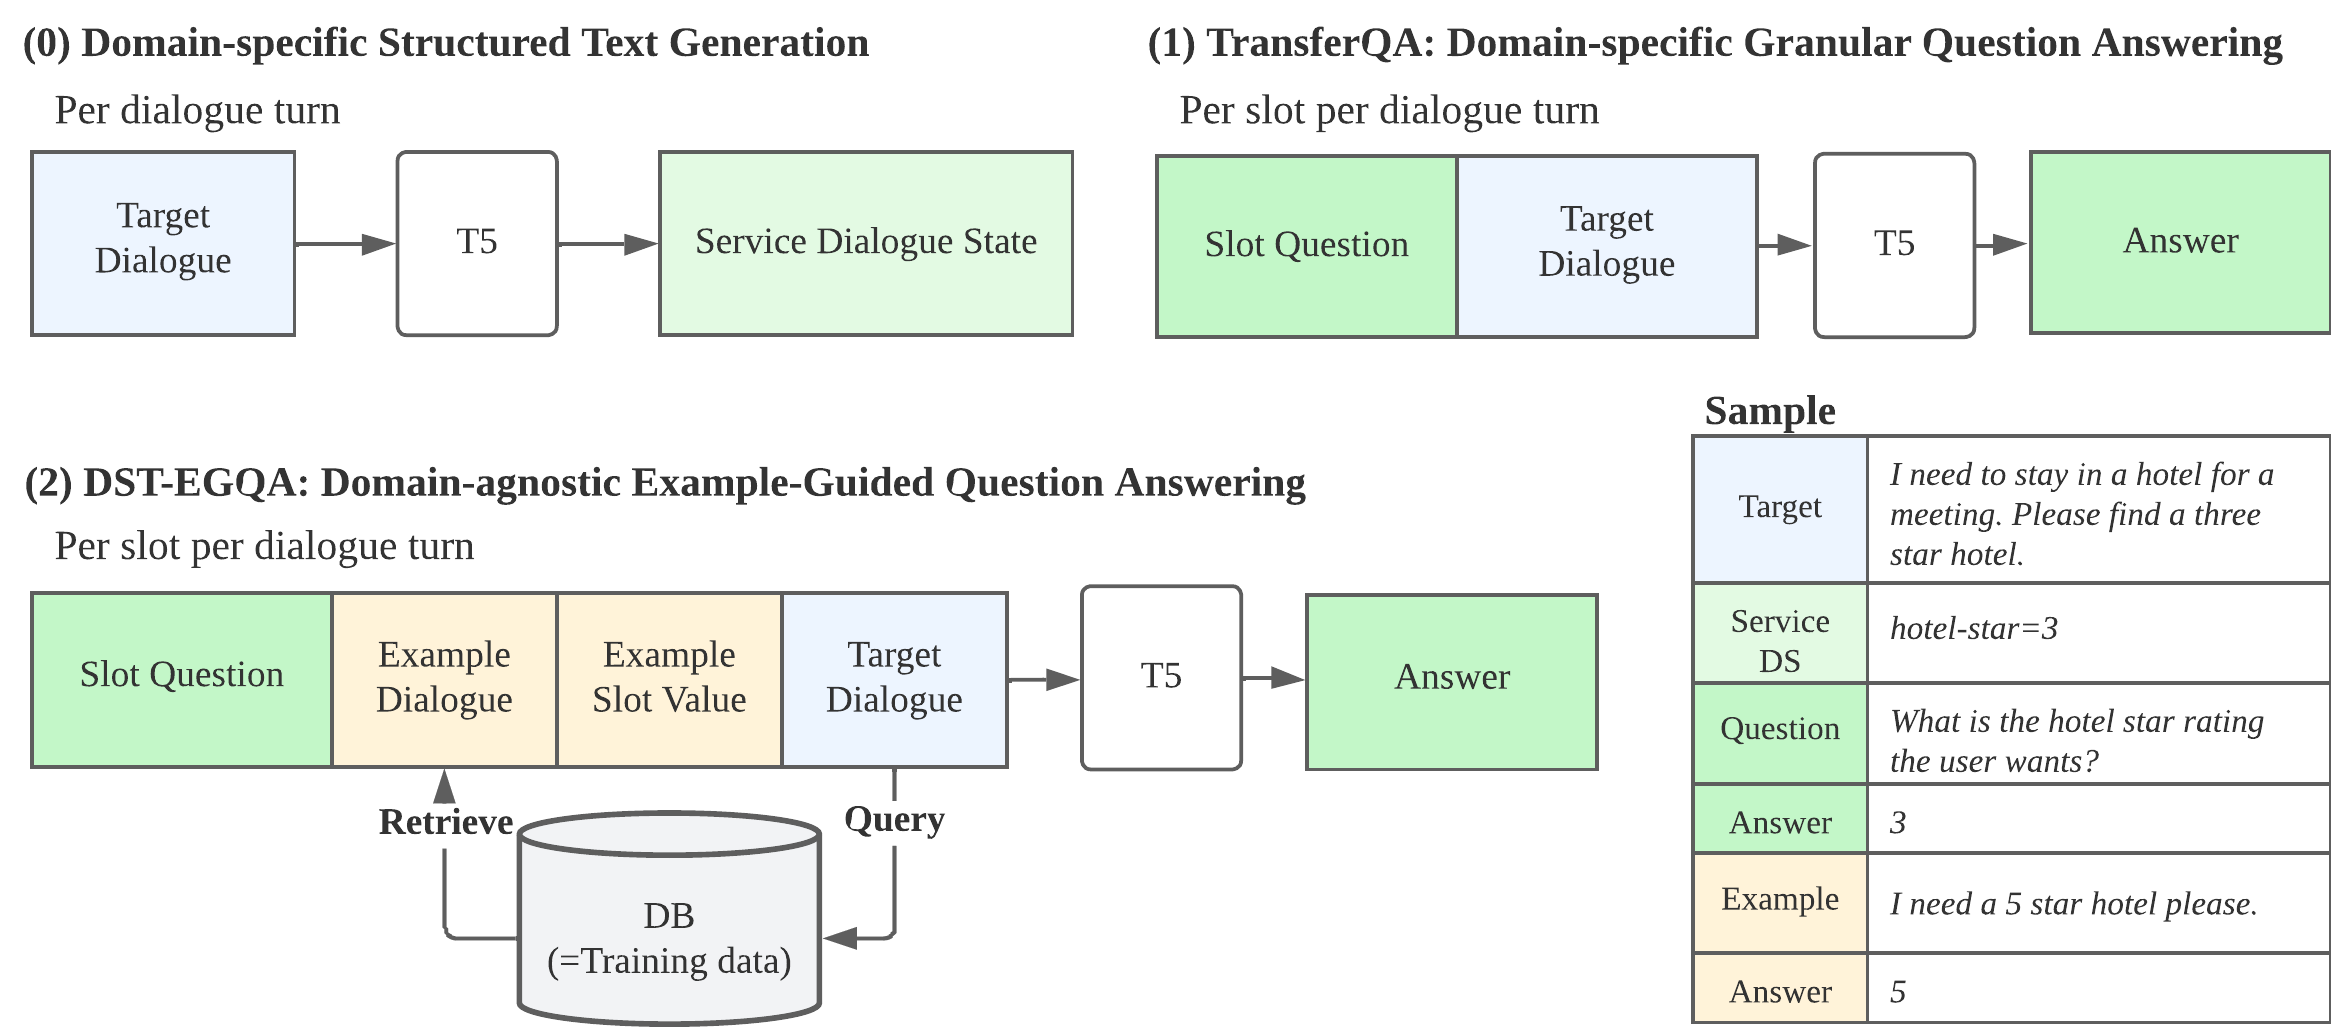 (0) Domain-specific Structured Text Generation
Per dialogue turn
Target
Dialogue
T5
Service Dialogue State
(1) TransferQA: Domain-specific Granular Question Answering
Per slot per dialogue turn
Slot Question
Target
Dialogue
T5
Answer
(2) DST-EGQA: Domain-agnostic Example-Guided Question Answering
Per slot per dialogue turn
Slot Question
Example
Dialogue
Example
Slot Value
Target
Dialogue
T5
Answer
Retrieve
Query
DB
(=Training data)
Sample
Target
I need to stay in a hotel for a
meeting. Please find a three
star hotel.
Service
DS
hotel-star=3
Question
What is the hotel star rating
the user wants?
Answer
3
Example
I need a 5 star hotel please.
Answer
5